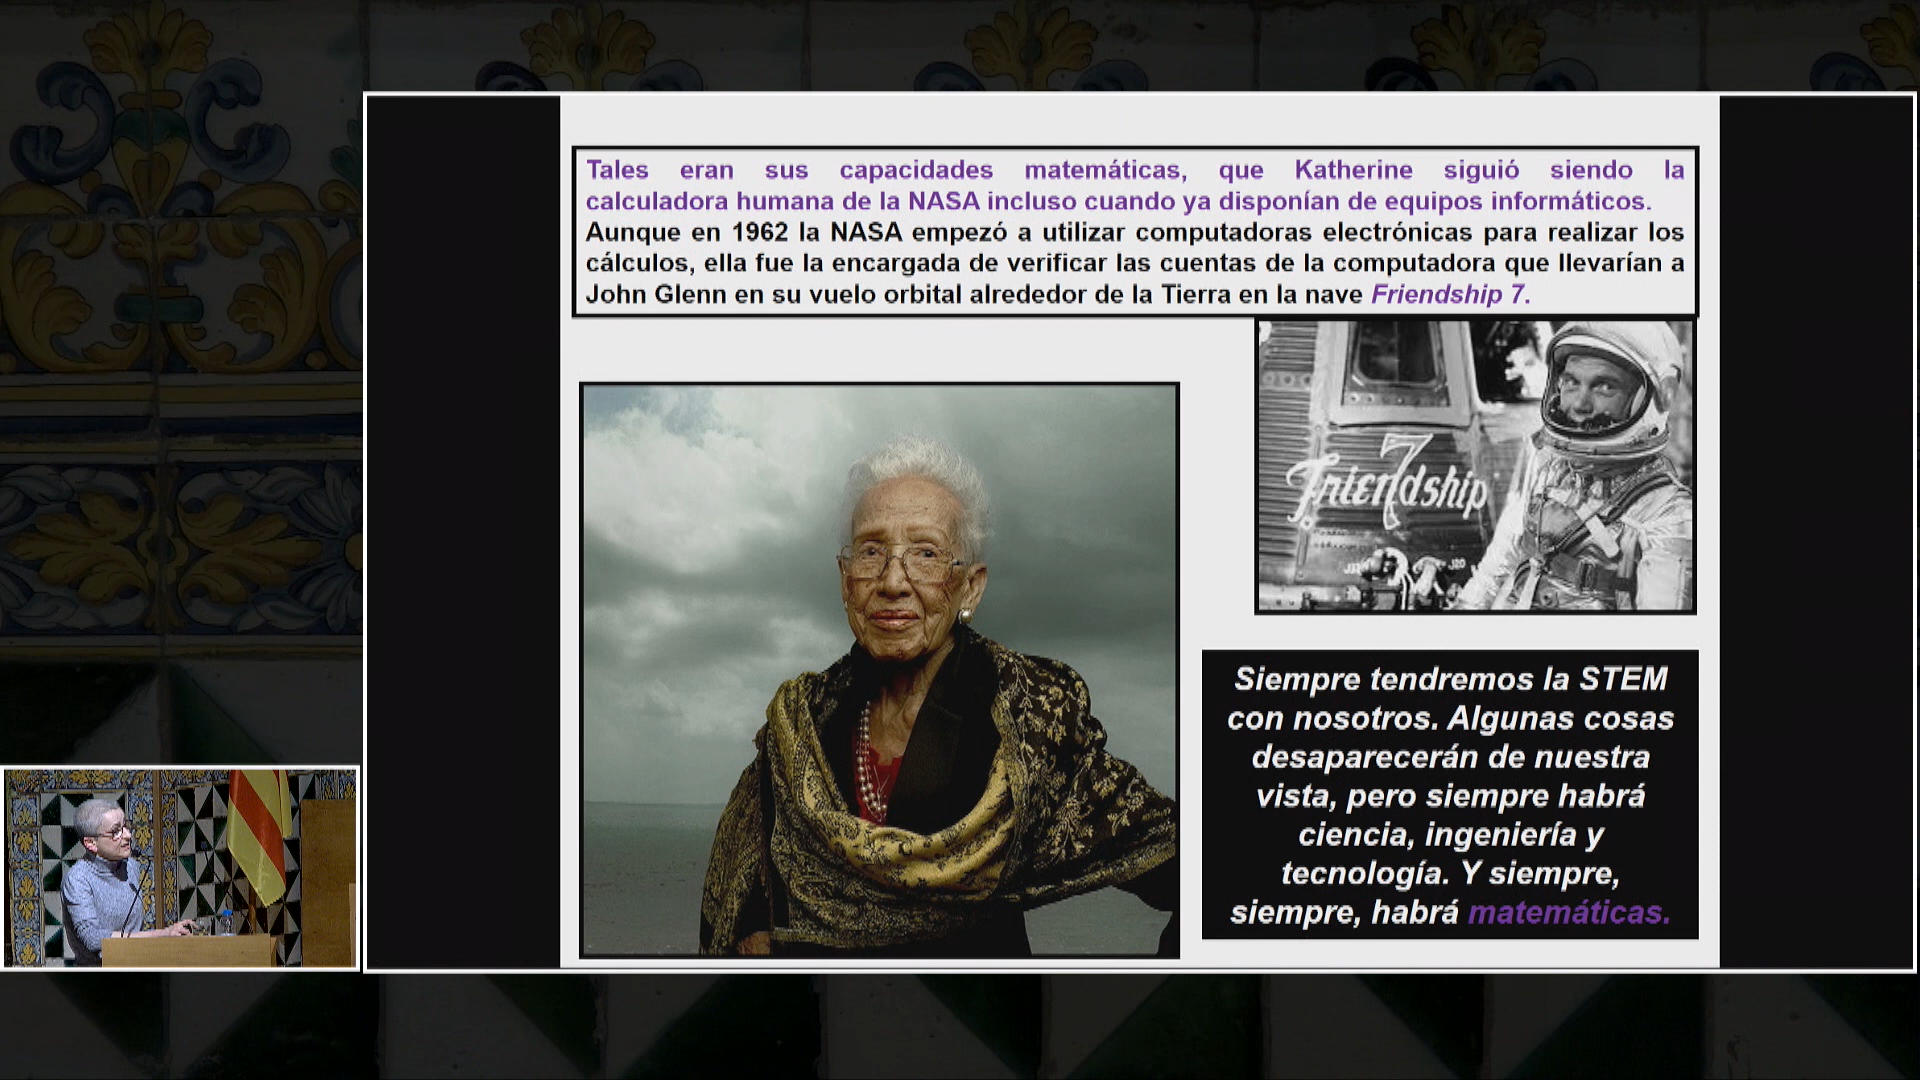 Tales eran sus capacidades matemáticas, que Katherine siguió siendo la
calculadora humana de la NASA incluso cuando ya disponían de equipos informáticos.
Aunque en 1962 la NASA empezó a utilizar computadoras electrónicas para realizar los
cálculos, ella fue la encargada de verificar las cuentas de la computadora que llevarían a
John Glenn en su vuelo orbital alrededor de la Tierra en la nave Friendship 7.
Friendship 7
Siempre tendremos la STEM
con nosotros. Algunas cosas
desaparecerán de nuestra
vista, pero siempre habrá
ciencia, ingeniería y
tecnología. Y siempre,
siempre, habrá matemáticas.